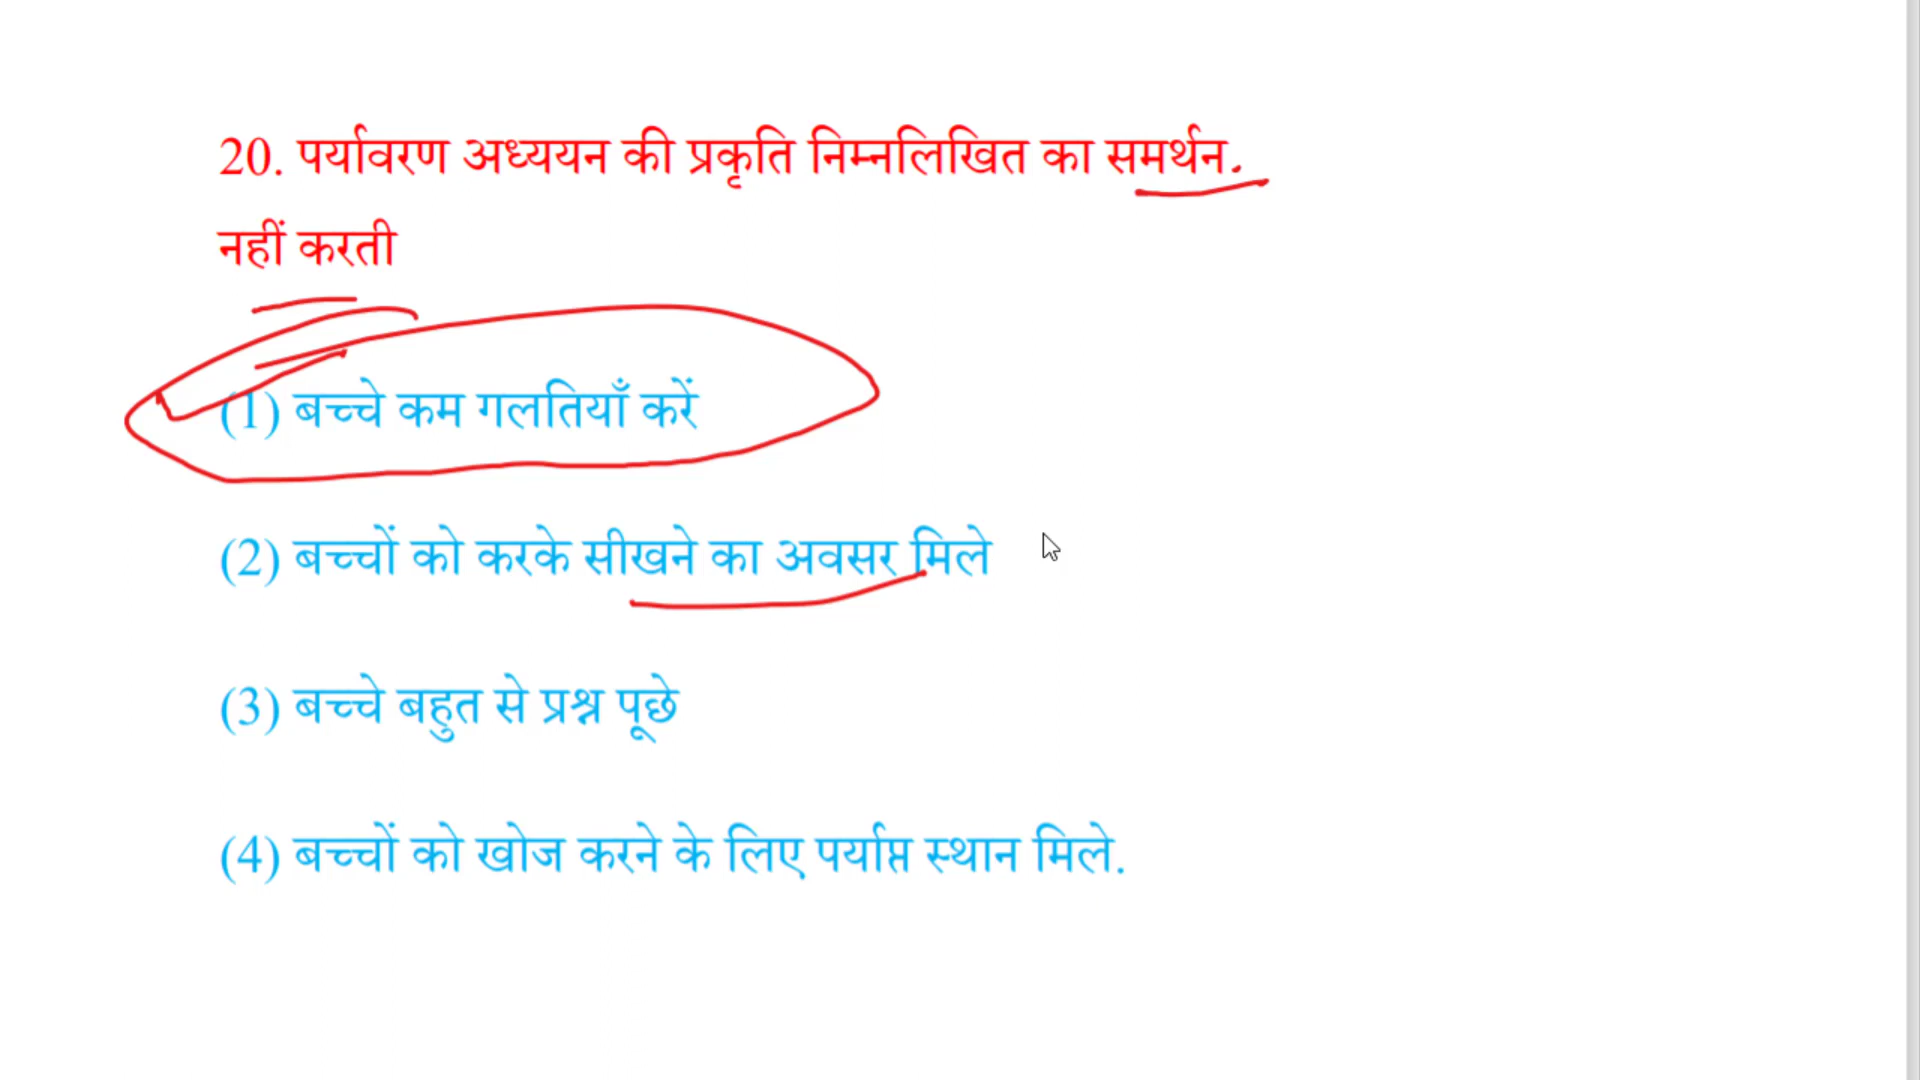 20. पर्यावरण अध्ययन की प्रकृति निम्नलिखित का समर्थन.
नहीं करती
(1) बच्चे कम गलतियाँ करें
(2) बच्चों को करके सीखने का अवसर मिले
(3) बच्चे बहुत से प्रश्न पूछे
(4) बच्चों को खोज करने के लिए पर्याप्त स्थान मिले.